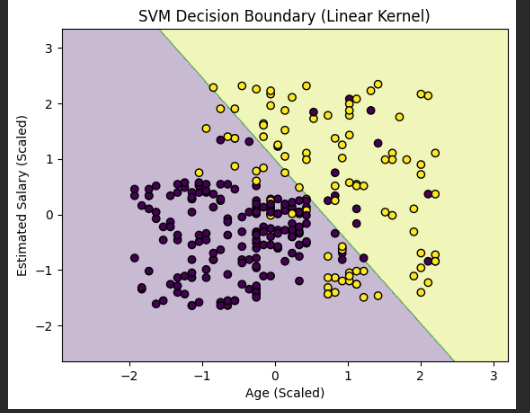 SVM Decision Boundary (Linear Kernel)
3
2
1
0
−1
−2
Estimated Salary (Scaled)
−2 −1 0 1 2 3
Age (Scaled)